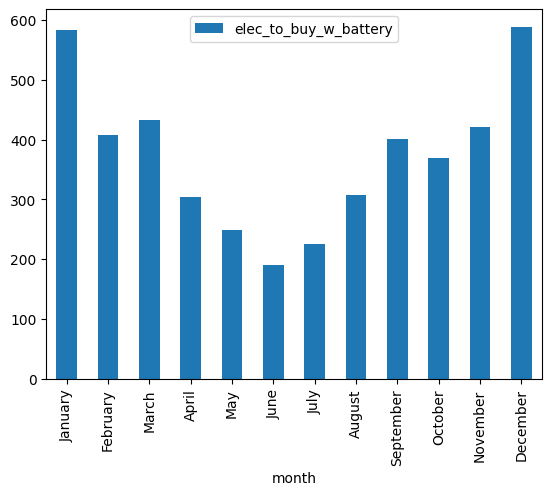 elec_to_buy_w_battery
600
500
400
300
200
100
0
January
February
March
April
May
June
July
August
September
October
November
December
month